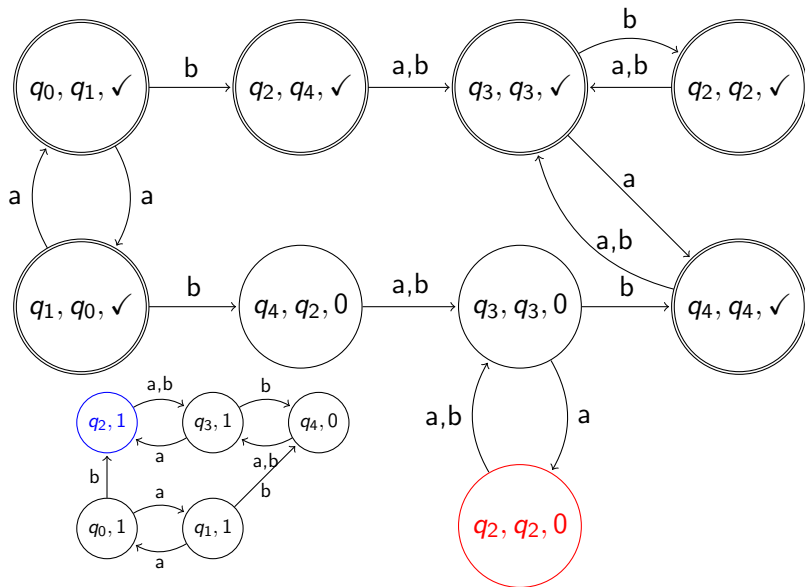 b
q0, q1, ✓
b
q2, q4, ✓
a,b
q3, q3, ✓
a,b
q2, q2, ✓
a
a
a
a,b
q1, q0, ✓
b
q4, q2, 0
a,b
q3, q3, 0
b
q4, q4, ✓
a,b
b
q2, 1
q3, 1
q4, 0
a,b
a
a
a,b
b
b
a
q0, 1
q1, 1
a
q2, q2, 0